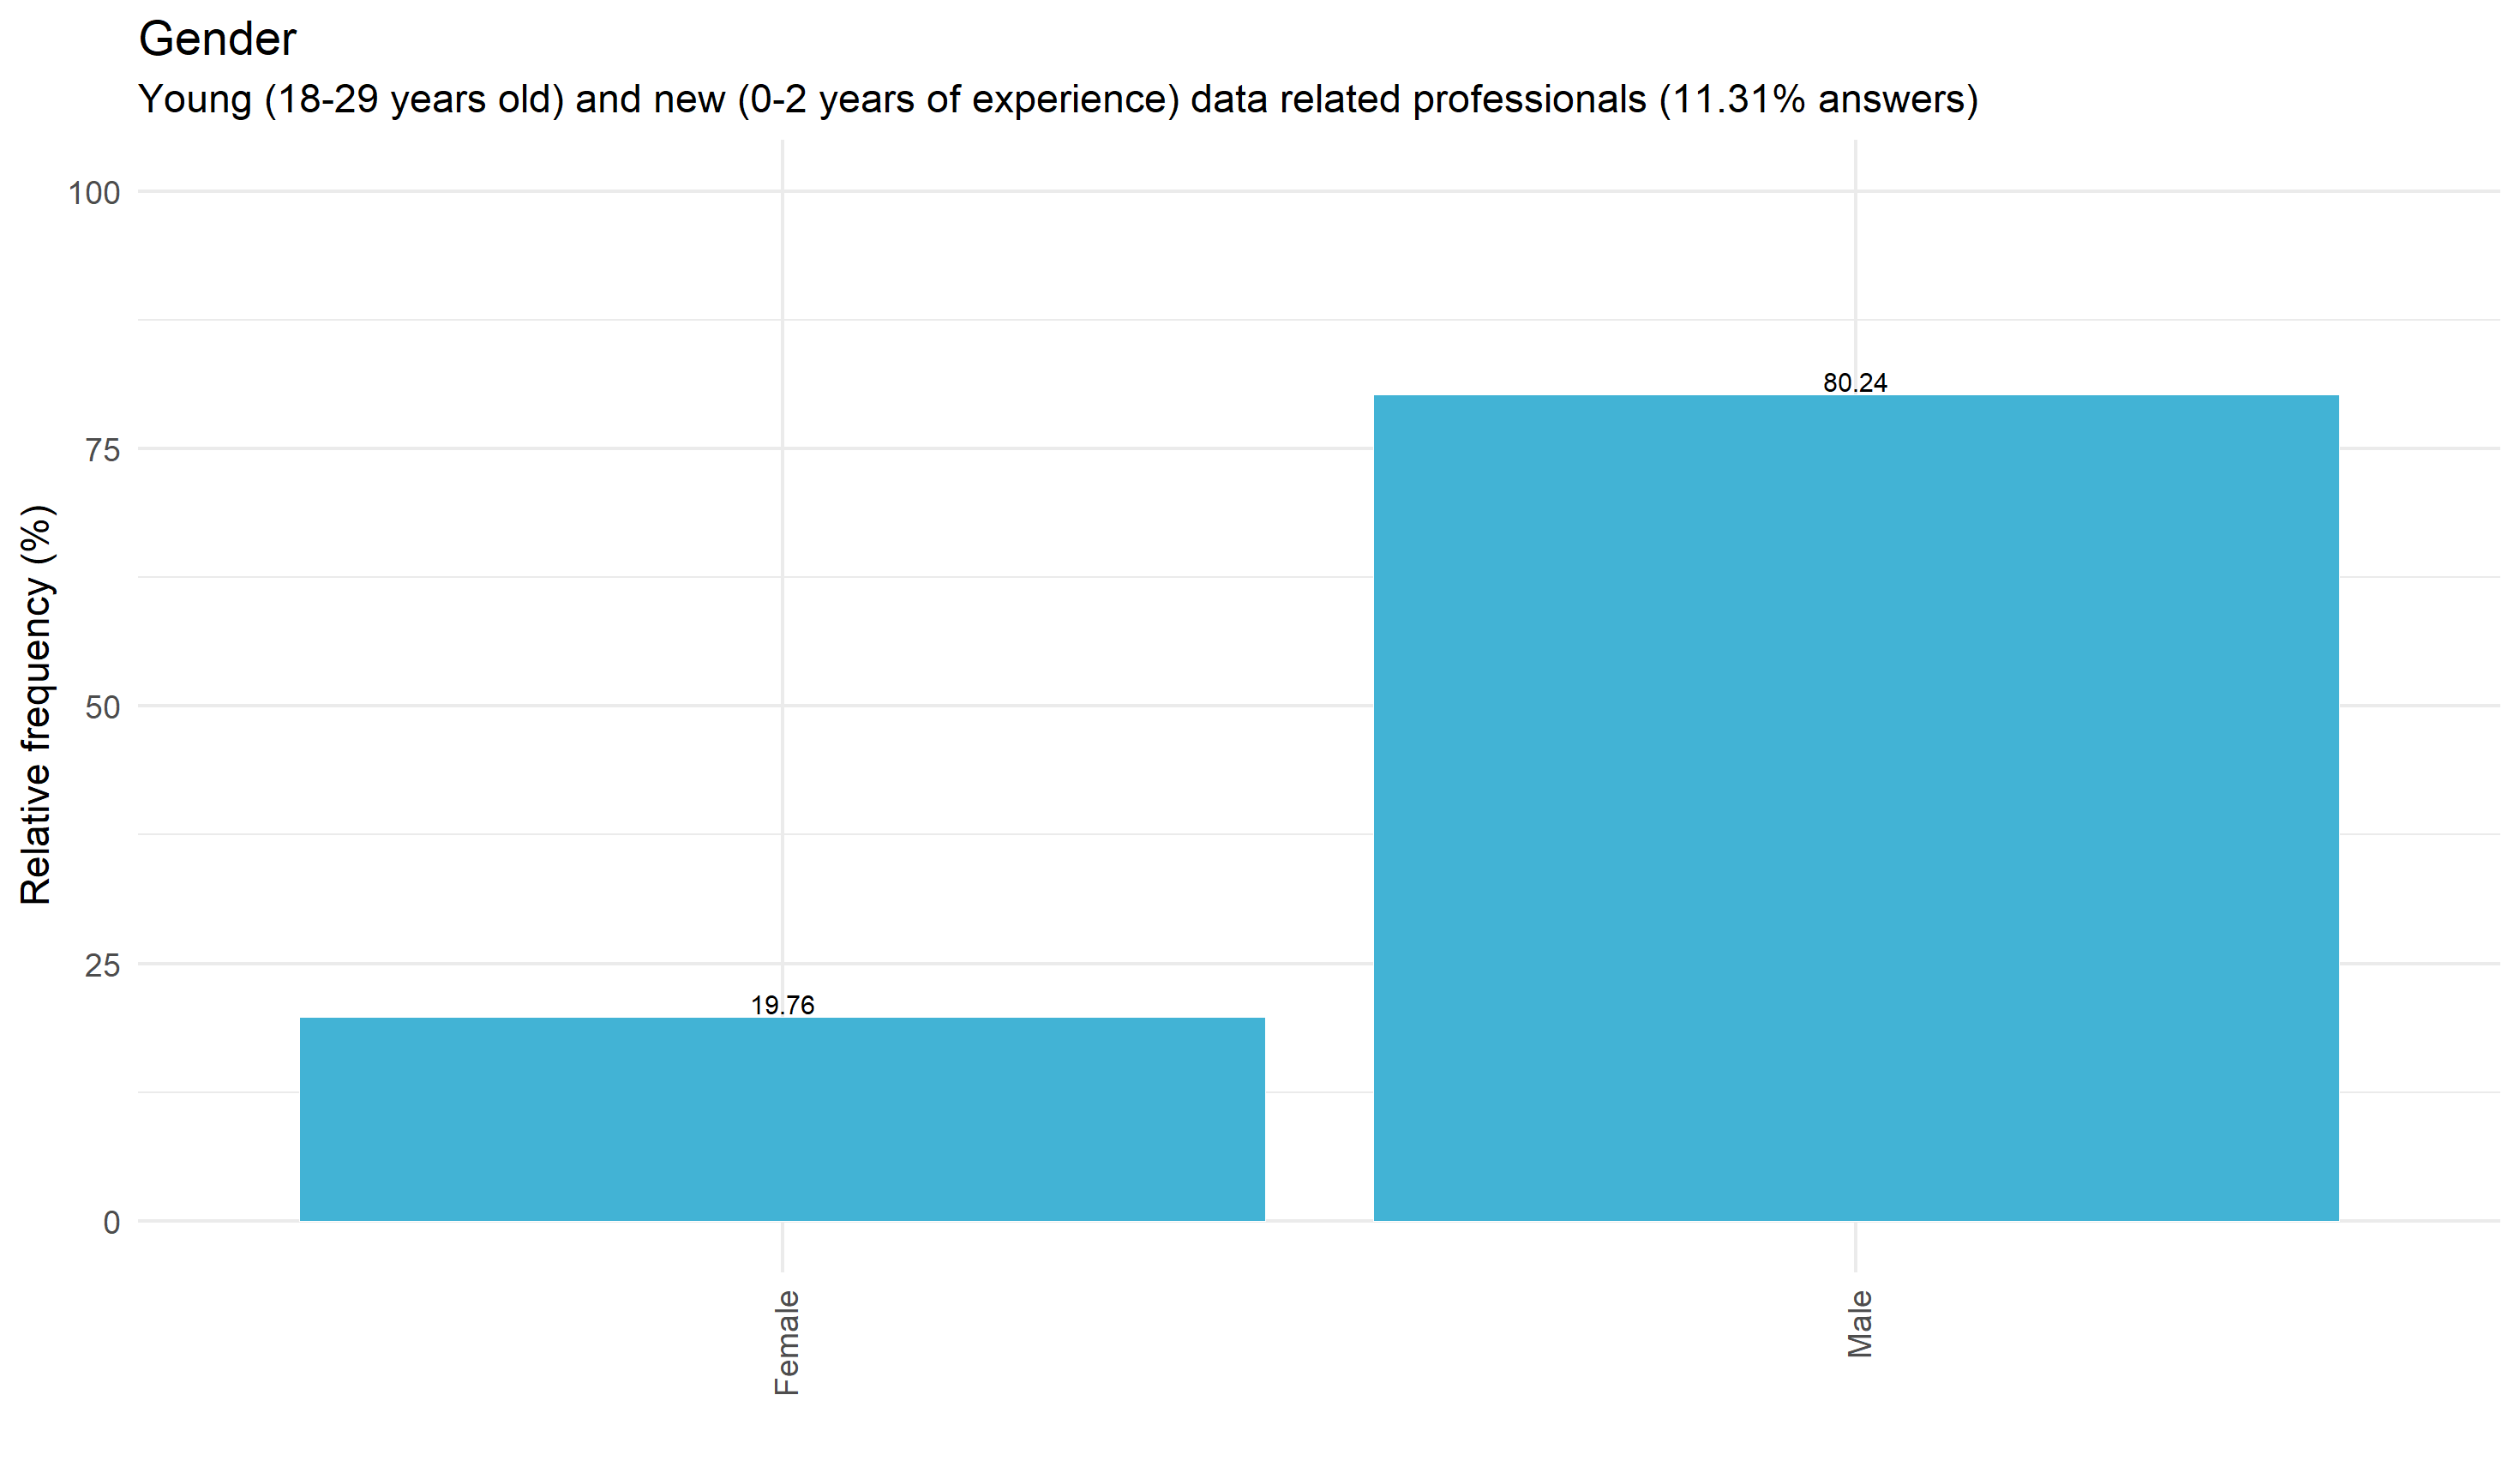 Gender
Young (18-29 years old) and new (0-2 years of experience) data related professionals (11.31% answers)
Relative frequency (%)
100
75
50
25
0
80.24
19.76
Female
Male